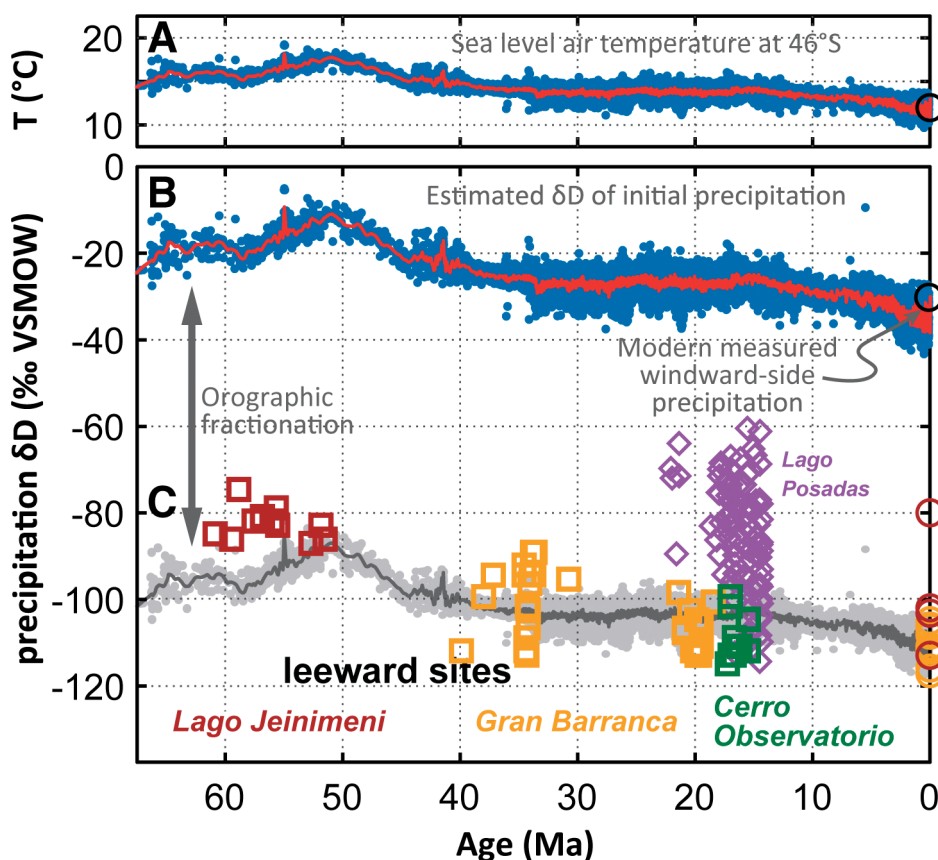 A
Sea level air temperature at 46°S
T (°C)
20
10
B
Estimated δD of initial precipitation
precipitation δD (‰ VSMOW)
0
-20
-40
-60
-80
-100
-120
Modern measured
windward-side
precipitation
Orographic
fractionation
Lago
Posadas
C
leeward sites
Lago Jeinimeni
Gran Barranca
Cerro
Observatorio
60
50
40
30
20
10
0
Age (Ma)